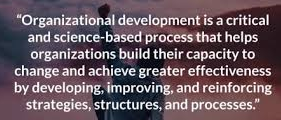 “Organizational development is a critical
and science-based process that helps
organizations build their capacity to
change and achieve greater effectiveness
by developing, improving, and reinforcing
strategies, structures, and processes.”